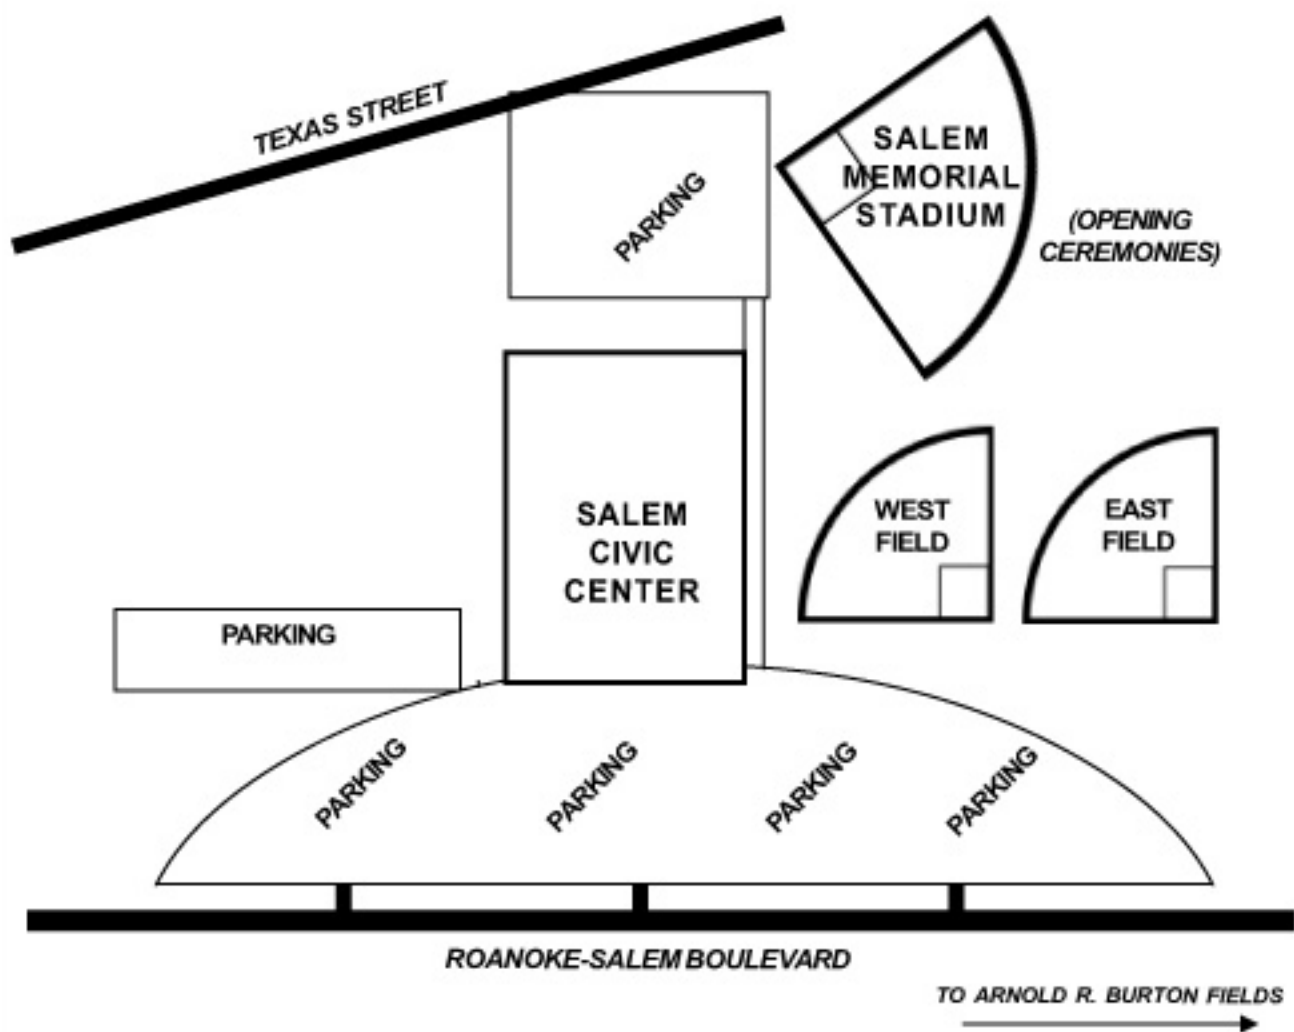 TEXAS STREET
PARKING
SALEM
MEMORIAL
STADIUM
(OPENING
CEREMONIES)
SALEM
CIVIC
CENTER
WEST
FIELD
EAST
FIELD
PARKING
PARKING
PARKING
PARKING
PARKING
ROANOKE-SALEM BOULEVARD
TO ARNOLD R. BURTON FIELDS